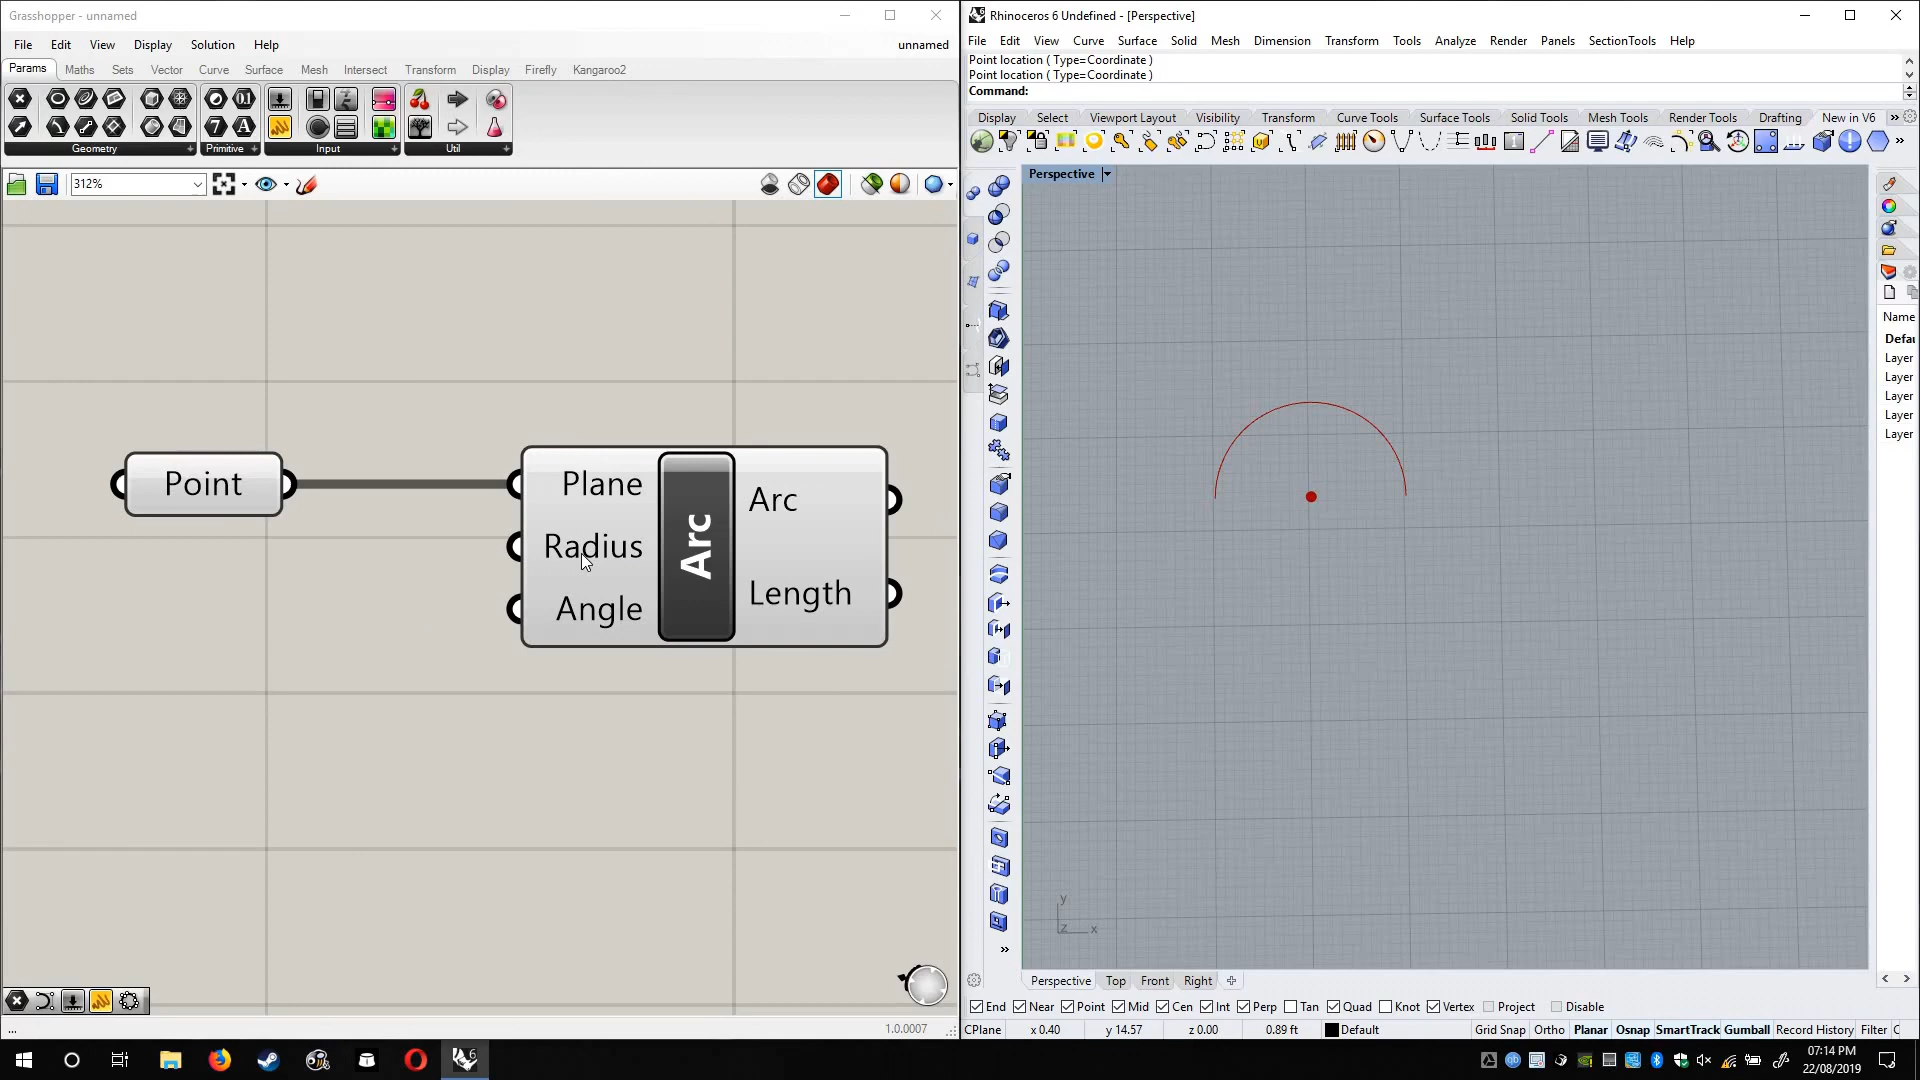 Grasshopper - unnamed
File Edit View Display Solution Help
unnamed
Params Maths Sets Vector Curve Surface Mesh Intersect Transform Display Firefly Kangaroo2
Geometry Primitive Input Util
312%
Point
Plane
Radius
Angle
Arc
Arc
Length
...
1.0.0007
Rhinoceros 6 Undefined - [Perspective]
File Edit View Curve Surface Solid Mesh Dimension Transform Tools Analyze Render Panels SectionTools Help
Point location ( Type=Coordinate )
Point location ( Type=Coordinate )
Command:
Display Select Viewport Layout Visibility Transform Curve Tools Surface Tools Solid Tools Mesh Tools Render Tools Drafting New in V6
Perspective
Name
Defau
Layer
Layer
Layer
Layer
Layer
y
z x
Perspective Top Front Right
End Near Point Mid Cen Int Perp Tan Quad Knot Vertex Project Disable
CPlane x 0.40 y 14.57 z 0.00 0.89 ft Default Grid Snap Ortho Planar Osnap SmartTrack Gumball Record History Filter C
07:14 PM
22/08/2019